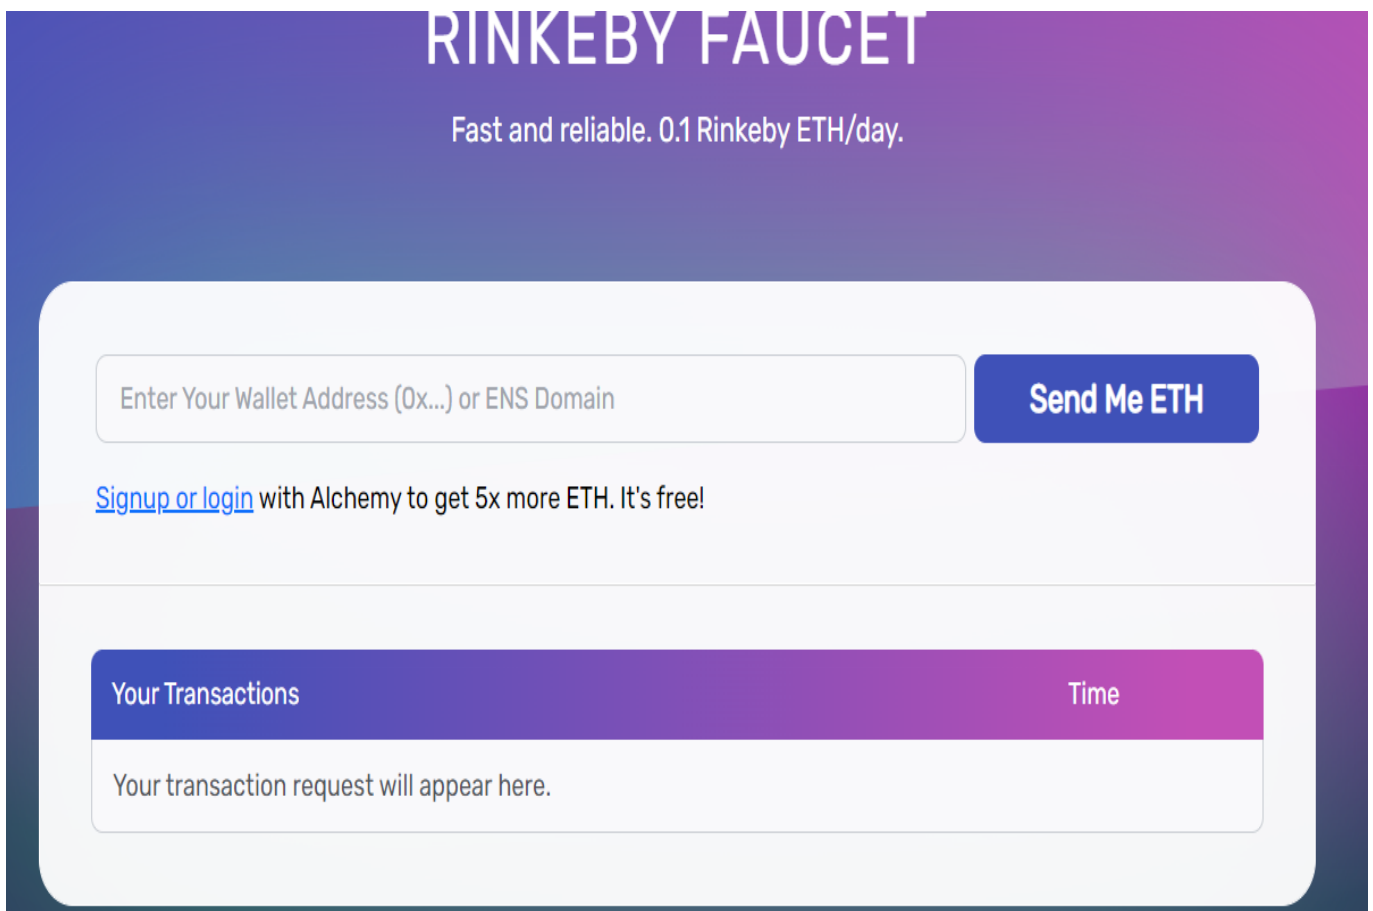 RINKEBY FAUCET
Fast and reliable. 0.1 Rinkeby ETH/day.
Enter Your Wallet Address (0x...) or ENS Domain
Send Me ETH
Signup or login with Alchemy to get 5x more ETH. It's free!
Your Transactions
Time
Your transaction request will appear here.